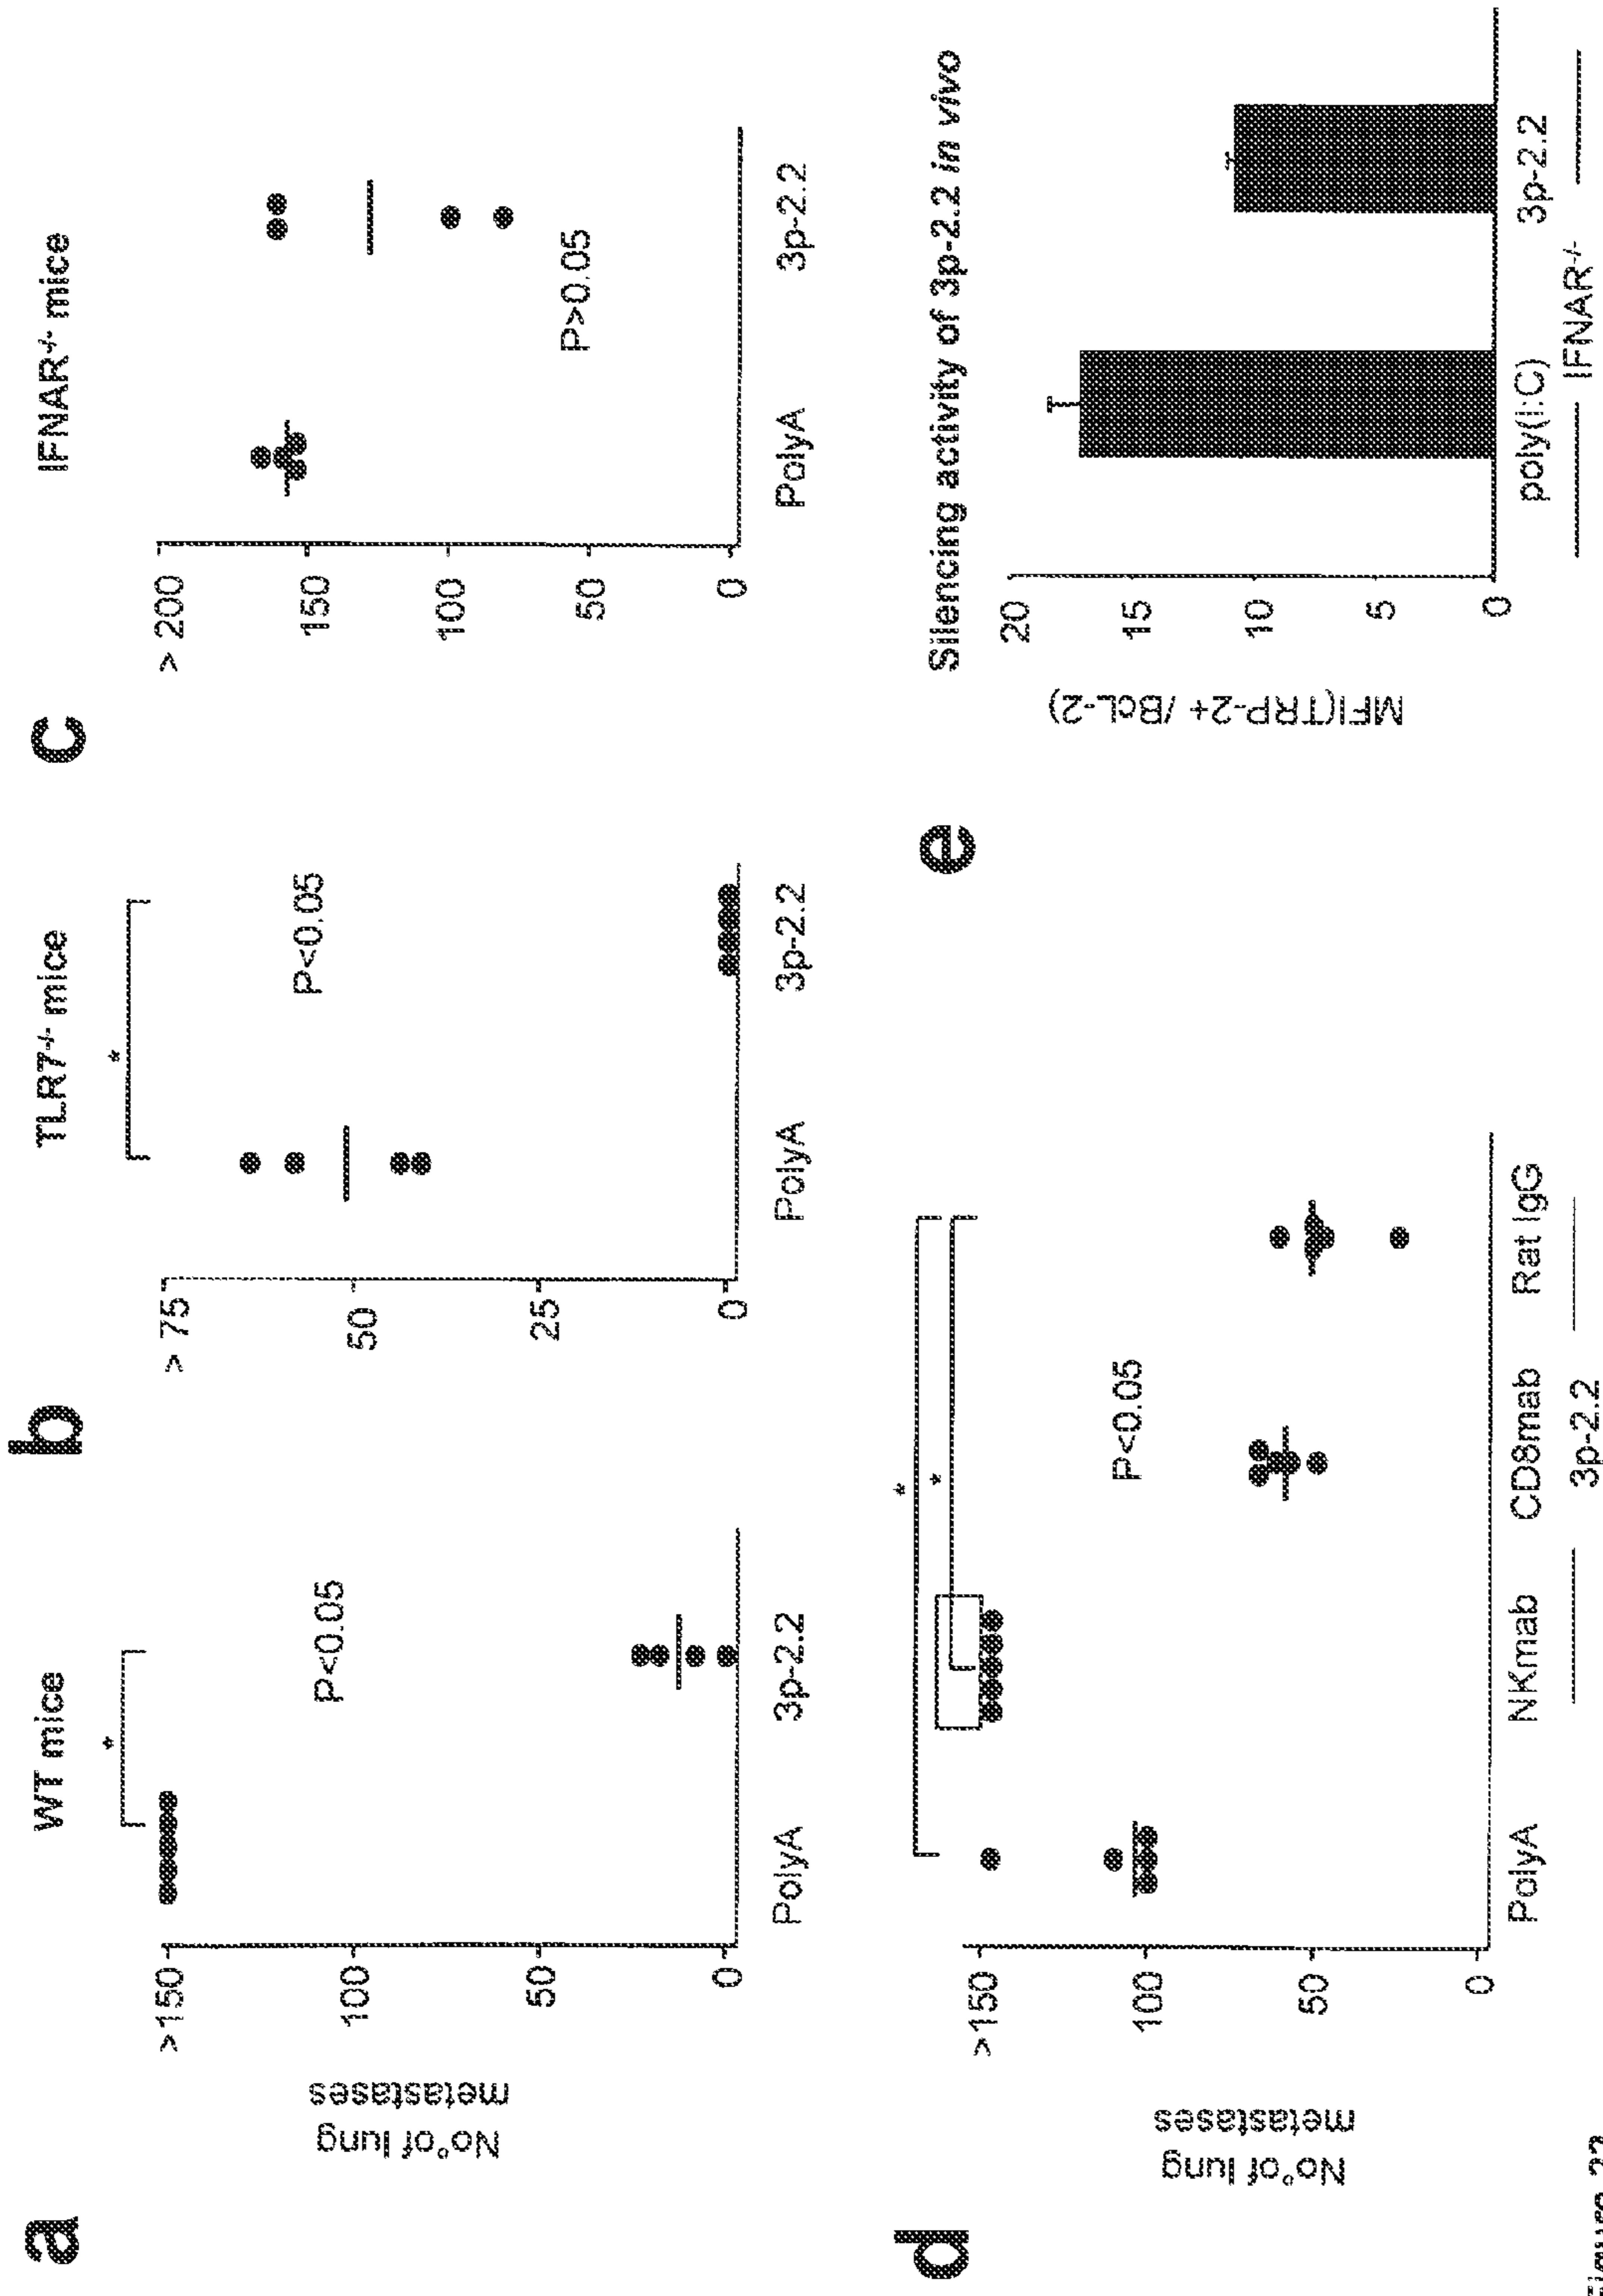 a
WT mice
*
P<0.05
>150
100
50
0
No° of lung
metastases
PolyA
3p-2.2
b
TLR7-/- mice
*
P<0.05
> 75
50
25
0
PolyA
3p-2.2
c
IFNAR-/- mice
> 200
150
100
50
0
P>0.05
PolyA
3p-2.2
d
*
*
P<0.05
>150
100
50
0
No° of lung
metastases
PolyA
NKmab
CD8mab
Rat IgG
3p-2.2
e
Silencing activity of 3p-2.2 in vivo
20
15
10
5
0
MFI(TRP-2+ /BcL-2)
poly(I:C)
3p-2.2
IFNAR-/-